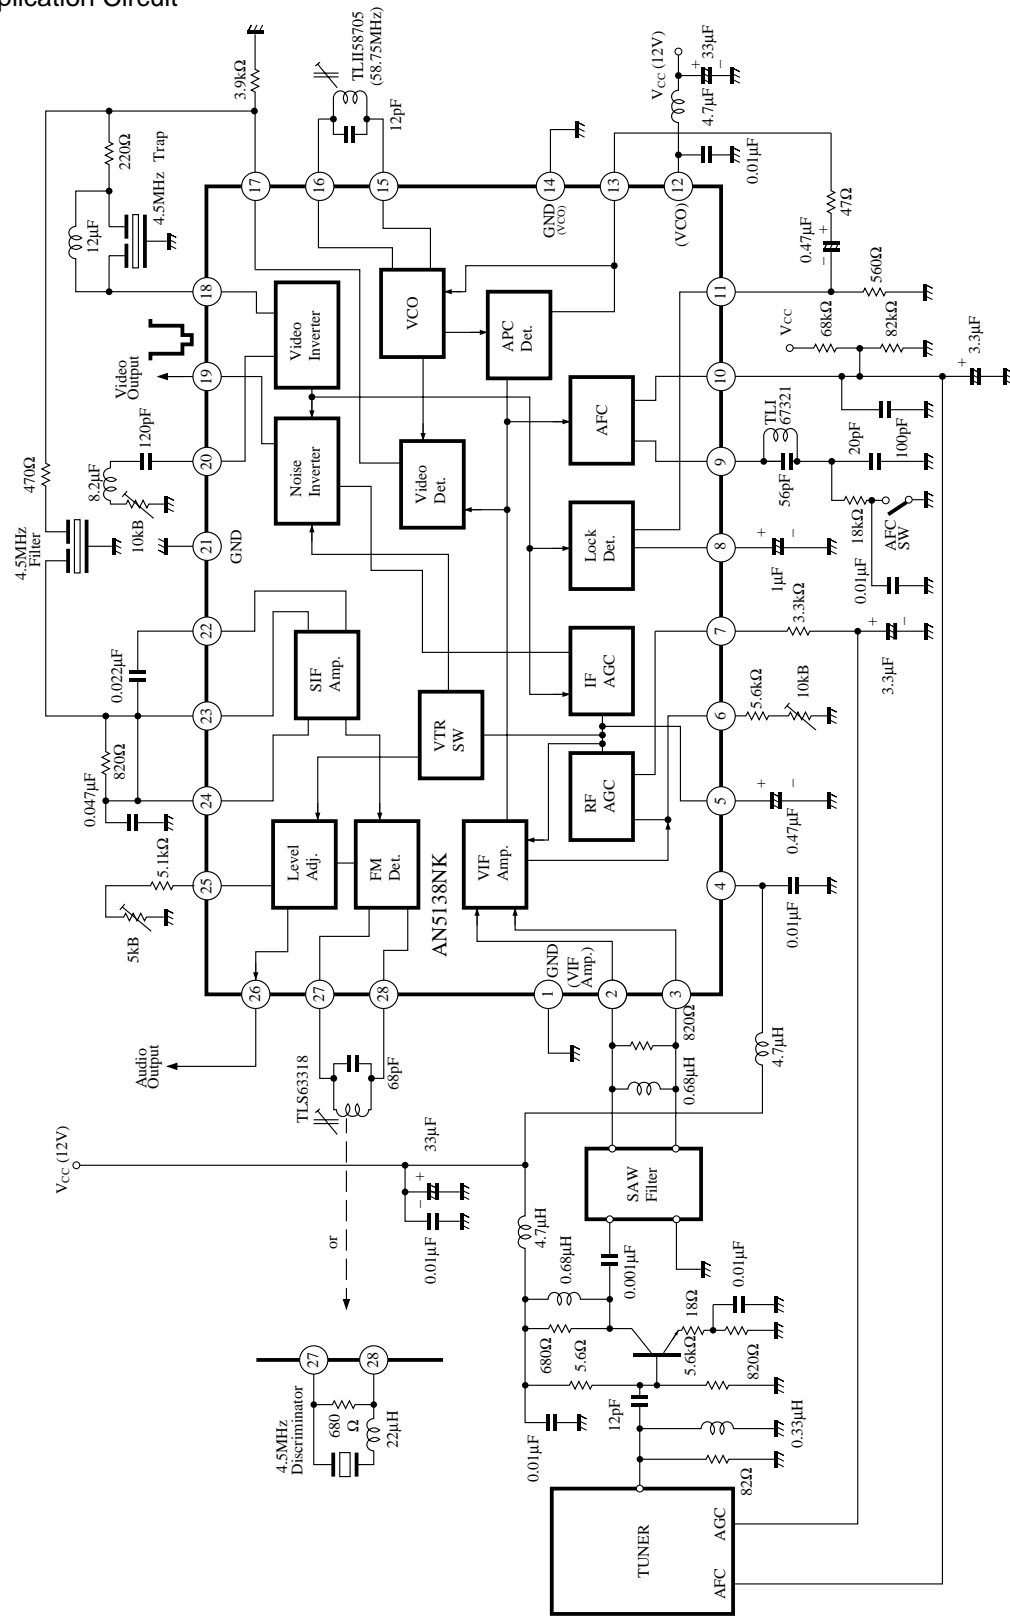 plication Circuit
3.9kΩ
TLII58705
(58.75MHz)
12pF
VCC (12V)
4.7μF
33μF
0.01μF
220Ω
4.5MHz Trap
12μF
17
16
15
14
13
12
GND
(VCO)
(VCO)
47Ω
0.47μF
560Ω
18
Video
Inverter
VCO
APC
Det.
11
VCC
68kΩ
82kΩ
3.3μF
Video
Output
19
10
AFC
TLI
67321
20pF
100pF
470Ω
120pF
8.2μF
10kB
20
Noise
Inverter
Video
Det.
9
56pF
18kΩ
AFC
SW
4.5MHz
Filter
21
GND
Lock
Det.
8
1μF
0.01μF
22
0.022μF
SIF
Amp.
IF
AGC
7
3.3kΩ
3.3μF
23
820Ω
VTR
SW
6
5.6kΩ
10kB
0.047μF
24
RF
AGC
5
0.47μF
5.1kΩ
5kB
25
Level
Adj.
FM
Det.
VIF
Amp.
4
0.01μF
AN5138NK
26
27
28
1
GND
(VIF
Amp.)
2
3
Audio
Output
TLS63318
68pF
820Ω
0.68μH
4.7μH
VCC (12V)
33μF
0.01μF
or
SAW
Filter
4.7μH
0.68μH
0.001μF
680Ω
5.6Ω
18Ω
0.01μF
5.6kΩ
820Ω
27
28
4.5MHz
Discriminator
680
Ω
22μH
0.01μF
12pF
0.33μH
82Ω
TUNER
AGC
AFC